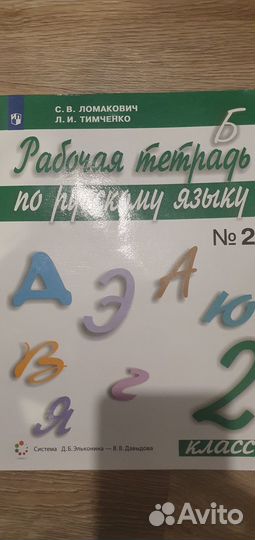 С. В. ЛОМАКОВИЧ
Л. И. ТИМЧЕНКО
Б
Рабочая тетрадь
по русскому языку
№ 2
А
Д
Э
ю
В
г
2
Я
класс
Система Д. Б. Эльконина — В. В. Давыдова
Avito